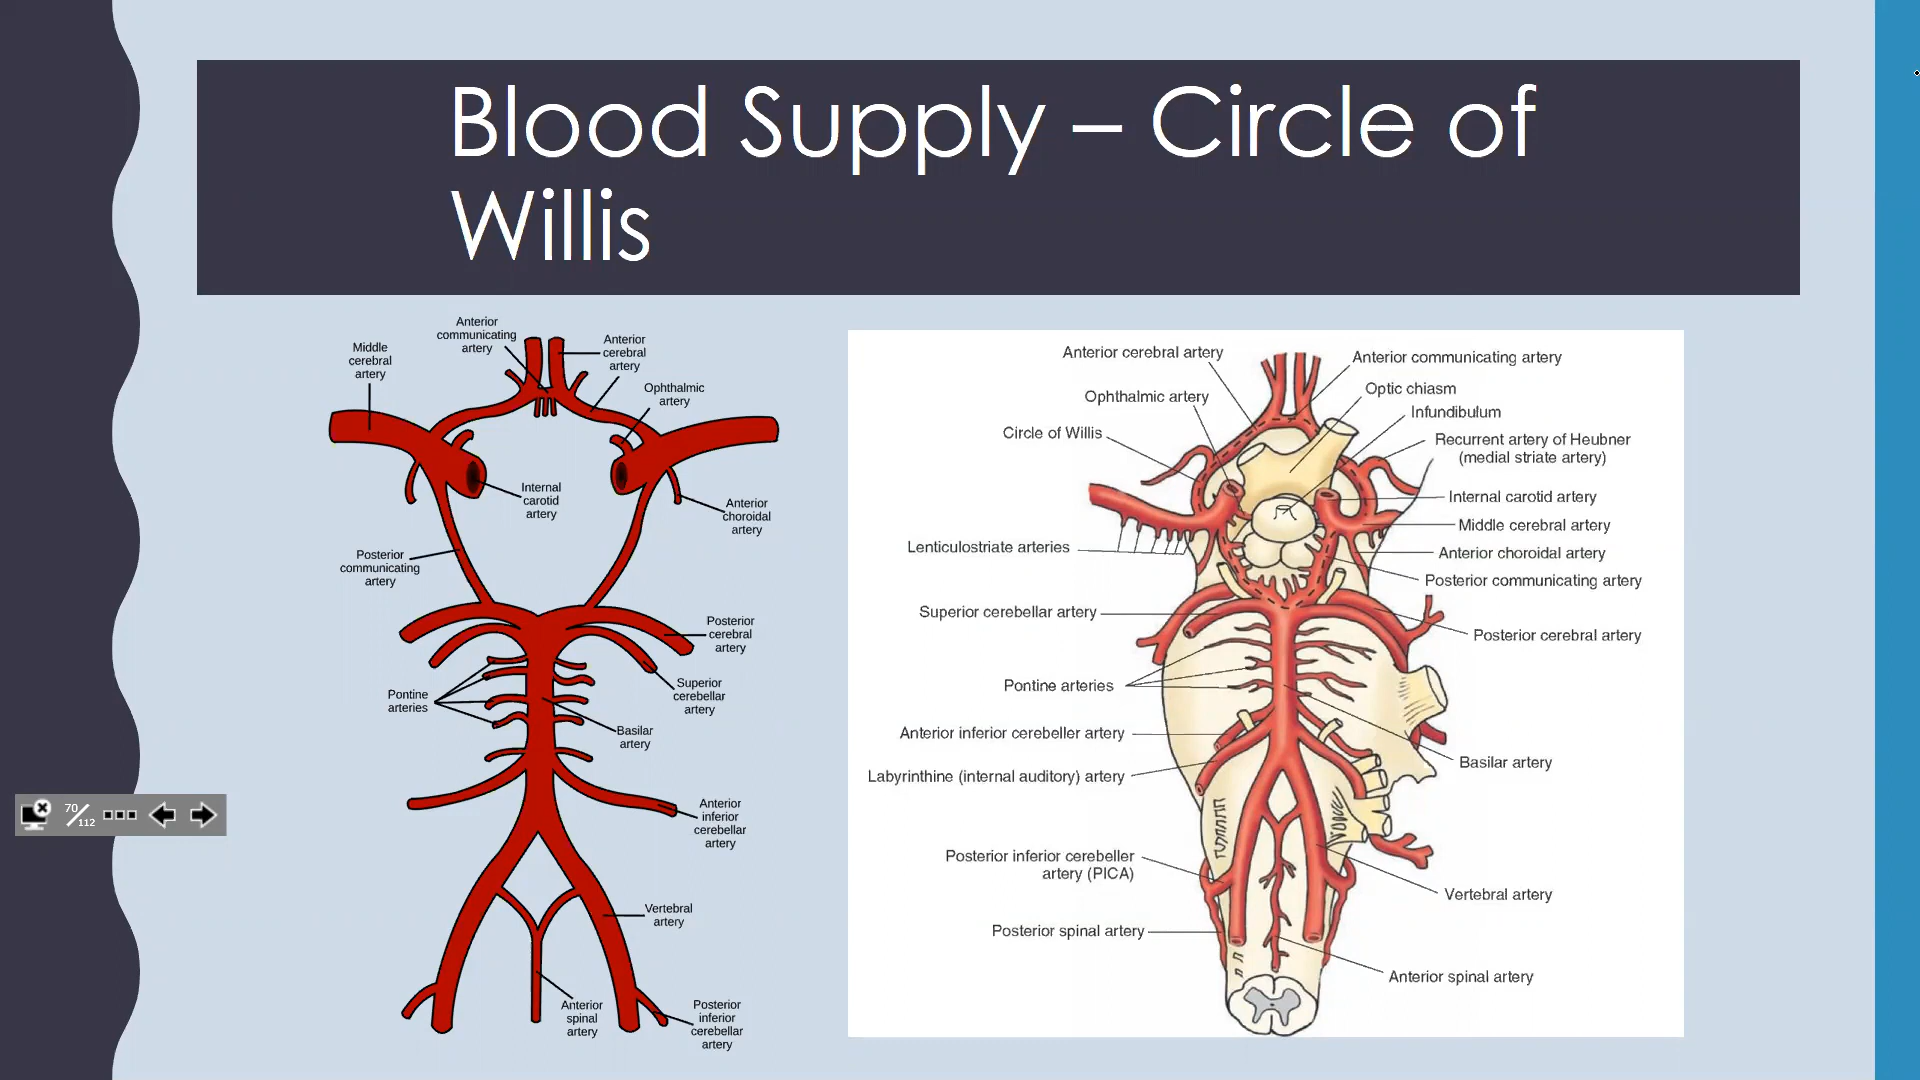 Blood Supply – Circle of
Willis
Anterior
communicating
artery
Middle
cerebral
artery
Anterior
cerebral
artery
Ophthalmic
artery
Internal
carotid
artery
Anterior
choroidal
artery
Posterior
communicating
artery
Posterior
cerebral
artery
Superior
cerebellar
artery
Pontine
arteries
Basilar
artery
Anterior
inferior
cerebellar
artery
Vertebral
artery
Anterior
spinal
artery
Posterior
inferior
cerebellar
artery
Anterior cerebral artery
Ophthalmic artery
Circle of Willis
Lenticulostriate arteries
Superior cerebellar artery
Pontine arteries
Anterior inferior cerebeller artery
Labyrinthine (internal auditory) artery
Posterior inferior cerebeller
artery (PICA)
Posterior spinal artery
Anterior communicating artery
Optic chiasm
Infundibulum
Recurrent artery of Heubner
(medial striate artery)
Internal carotid artery
Middle cerebral artery
Anterior choroidal artery
Posterior communicating artery
Posterior cerebral artery
Basilar artery
Vertebral artery
Anterior spinal artery
70/112